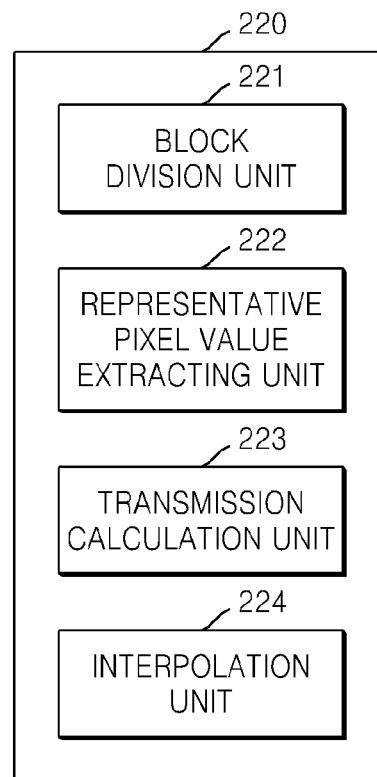 220
221
BLOCK
DIVISION UNIT
222
REPRESENTATIVE
PIXEL VALUE
EXTRACTING UNIT
223
TRANSMISSION
CALCULATION UNIT
224
INTERPOLATION
UNIT